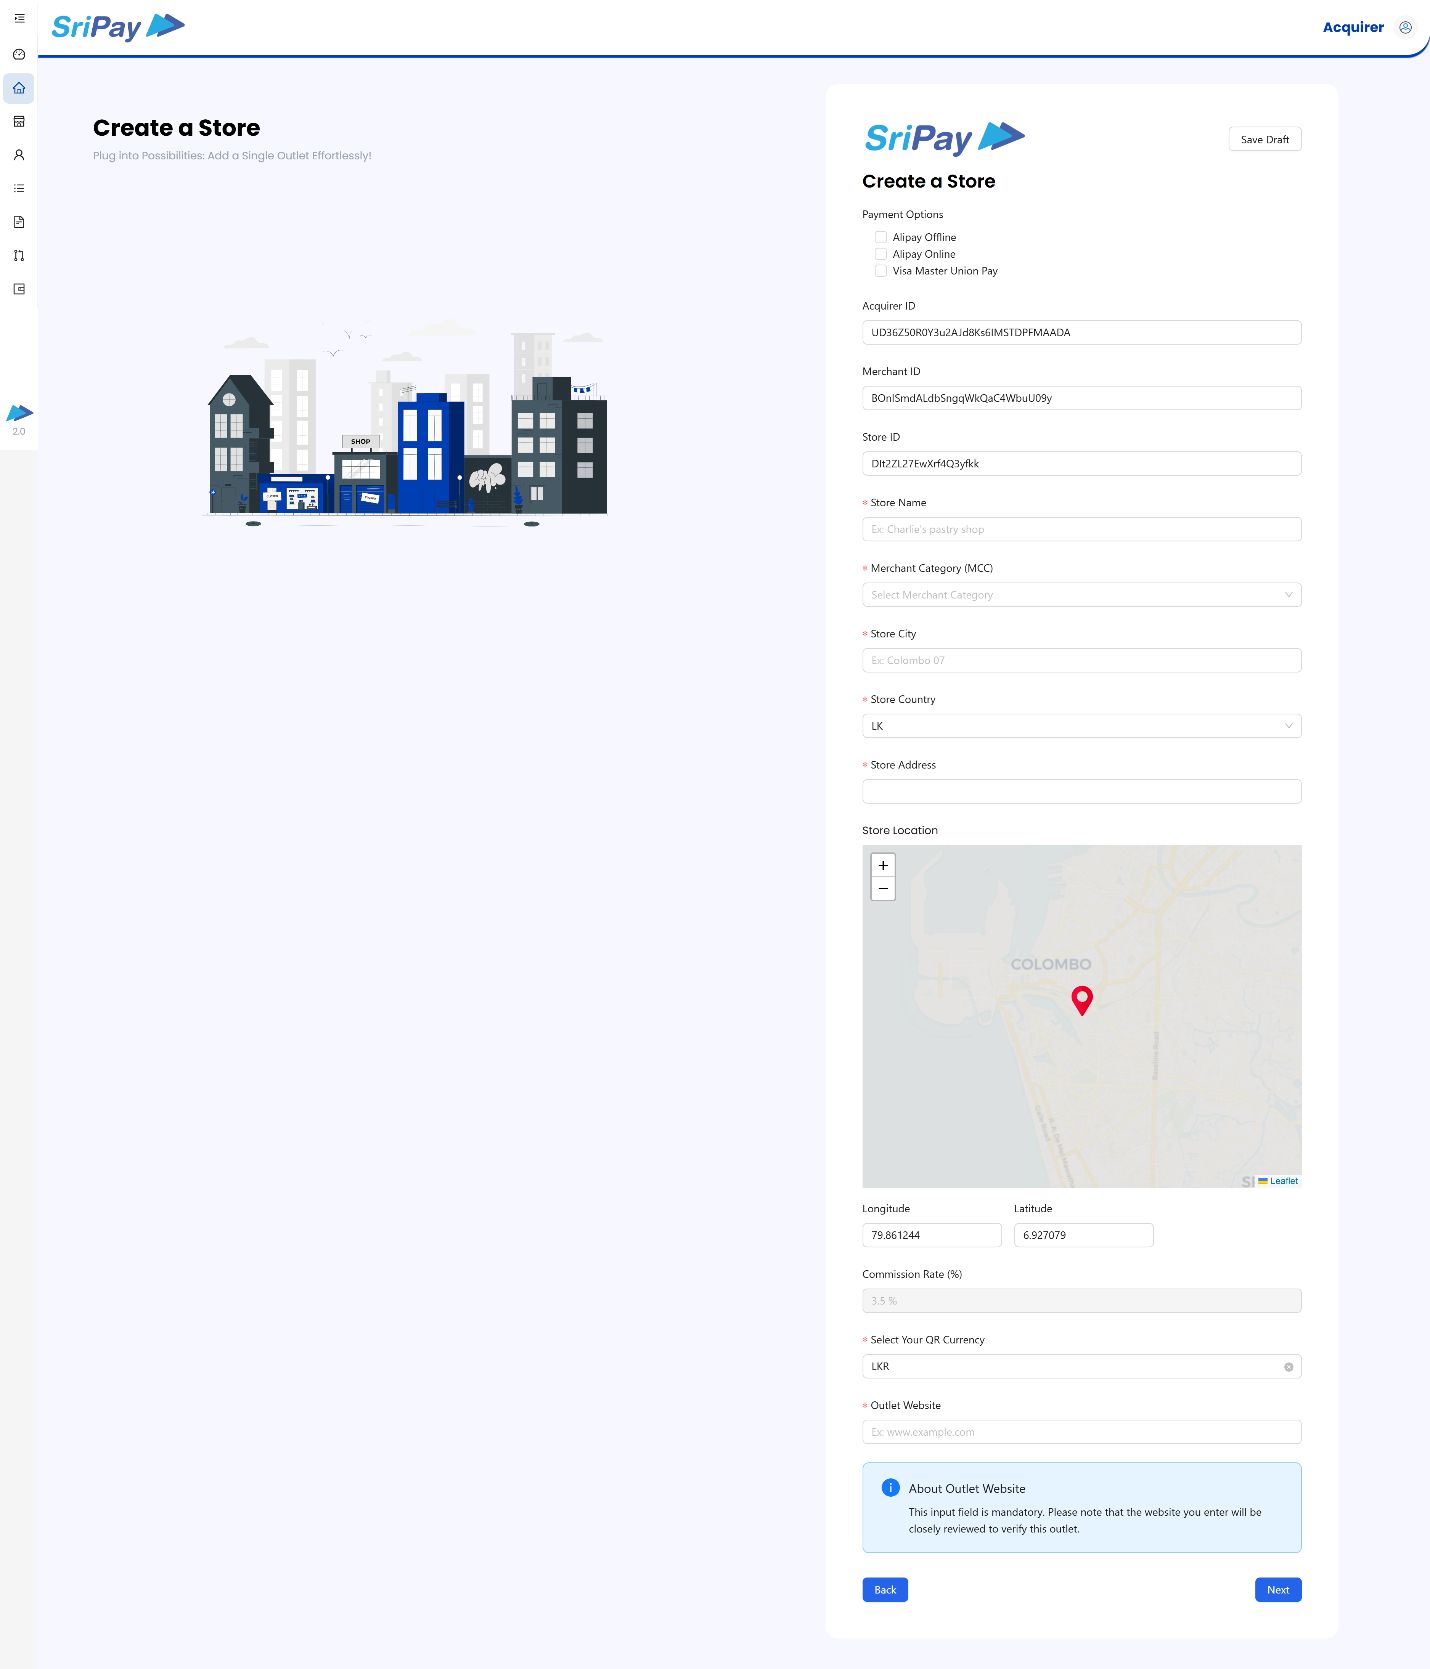 SriPay
Acquirer
2.0
Create a Store
Plug into Possibilities: Add a Single Outlet Effortlessly!
SHOP
SriPay
Save Draft
Create a Store
Payment Options
Alipay Offline
Alipay Online
Visa Master Union Pay
Acquirer ID
UD36Z50R0Y3u2AJd8Ks6IMSTDPFMAADA
Merchant ID
BOnlSmdALdbSngqWkQaC4WbuU09y
Store ID
DIt2ZL27EwXrf4Q3yfkk
* Store Name
Ex: Charlie's pastry shop
* Merchant Category (MCC)
Select Merchant Category
* Store City
Ex: Colombo 07
* Store Country
LK
* Store Address
Store Location
+
−
COLOMBO
Baseline Road
Galle Road
Leaflet
Longitude
Latitude
79.861244
6.927079
Commission Rate (%)
3.5 %
* Select Your QR Currency
LKR
* Outlet Website
Ex: www.example.com
About Outlet Website
This input field is mandatory. Please note that the website you enter will be
closely reviewed to verify this outlet.
Back
Next